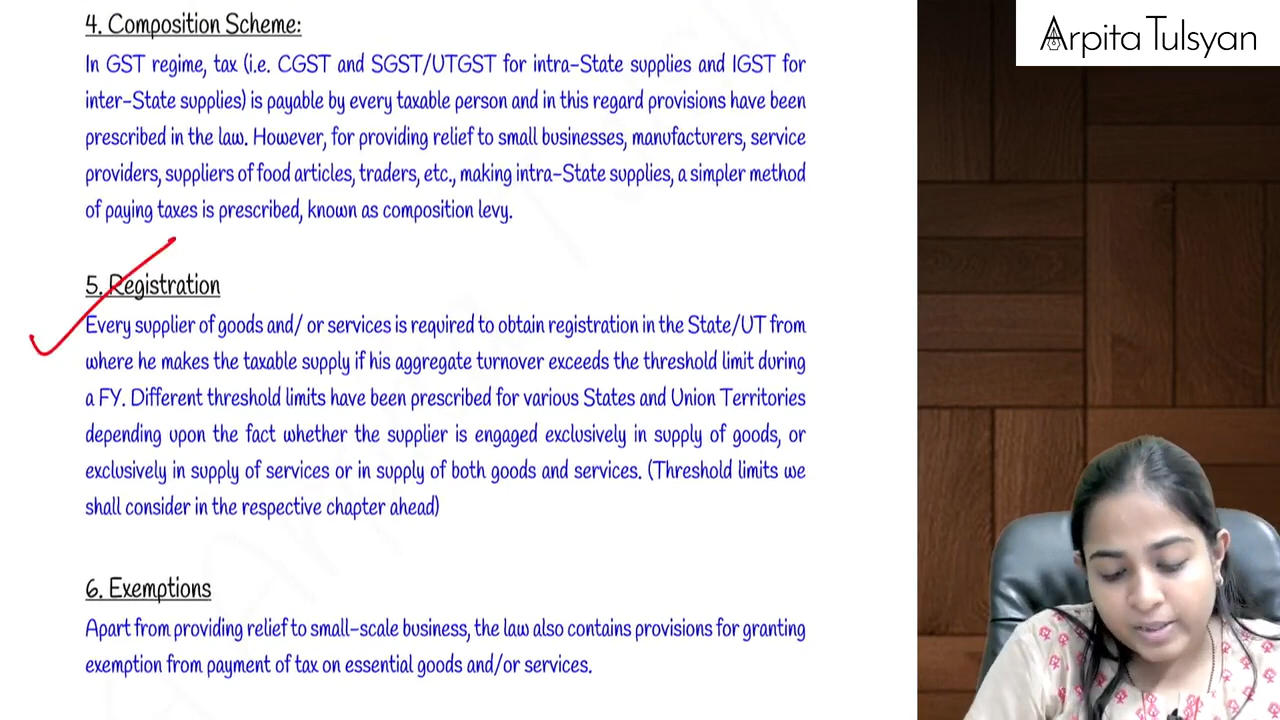 4. Composition Scheme:
In GST regime, tax (i.e. CGST and SGST/UTGST for intra-State supplies and IGST for
inter-State supplies) is payable by every taxable person and in this regard provisions have been
prescribed in the law. However, for providing relief to small businesses, manufacturers, service
providers, suppliers of food articles, traders, etc., making intra-State supplies, a simpler method
of paying taxes is prescribed, known as composition levy.
5. Registration
Every supplier of goods and/ or services is required to obtain registration in the State/UT from
where he makes the taxable supply if his aggregate turnover exceeds the threshold limit during
a FY. Different threshold limits have been prescribed for various States and Union Territories
depending upon the fact whether the supplier is engaged exclusively in supply of goods, or
exclusively in supply of services or in supply of both goods and services. (Threshold limits we
shall consider in the respective chapter ahead)
6. Exemptions
Apart from providing relief to small-scale business, the law also contains provisions for granting
exemption from payment of tax on essential goods and/or services.
Arpita Tulsyan